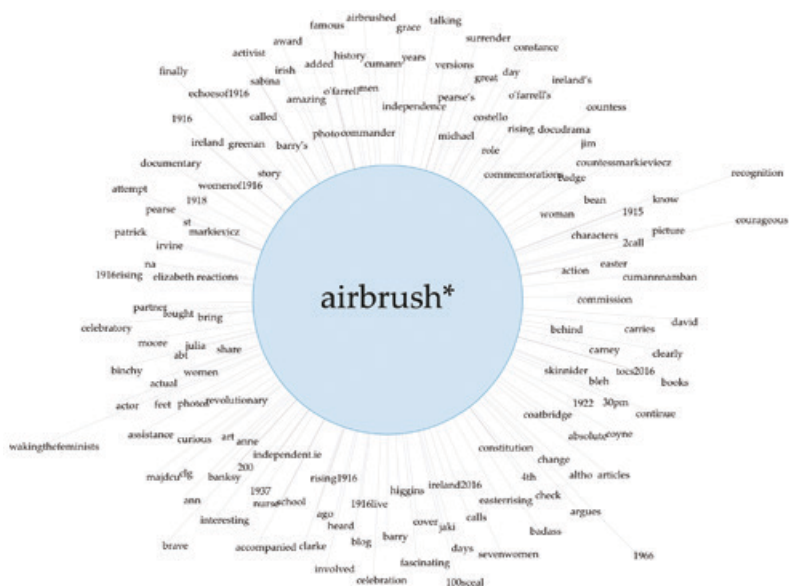 airbrushed
talking
famous
grace
award
surrender
activist
history
cumann
years
constance
irish
added
versions
finally
sabina
great
day
ireland's
echoesof1916
amazing
o'farrell
men
pearse's
o'farrell's
independence
countess
1916
called
costello
rising
docudrama
photo
commander
michael
jim
ireland
greenan
barry's
role
documentary
story
commemorations
badge
countessmarkievicz
recognition
attempt
womenof1916
1918
bean
know
pearse
woman
1915
courageous
patrick
st
markievicz
characters
picture
2call
irvine
na
easter
1916rising
elizabeth
reactions
action
cumannnamban
airbrush*
commission
partner
fought
bring
david
celebratory
behind
carries
moore
julia
share
carney
clearly
abt
binchy
women
skinnider
tocs2016
actual
bleh
books
actor
feet
photos
revolutionary
1922
30pm
coatbridge
continue
wakingthefeminists
assistance
curious
art
anne
absolute
coyne
independent.ie
constitution
change
200
majdcu
clg
banksy
rising1916
4th
altho
articles
ireland2016
1937
higgins
check
ann
nurse
school
1916live
easterrising
ago
calls
argues
interesting
heard
cover
jaki
badass
brave
accompanied
clarke
blog
barry
days
sevenwomen
1966
involved
fascinating
celebration
100sceal